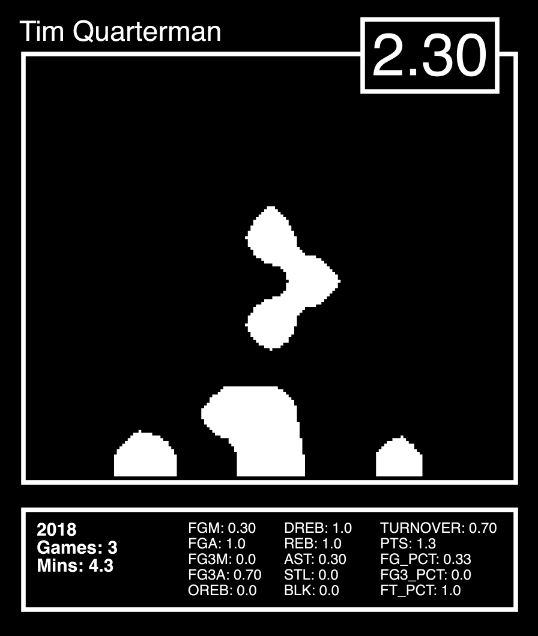 Tim Quarterman
2.30
2018
Games: 3
Mins: 4.3
FGM: 0.30
FGA: 1.0
FG3M: 0.0
FG3A: 0.70
OREB: 0.0
DREB: 1.0
REB: 1.0
AST: 0.30
STL: 0.0
BLK: 0.0
TURNOVER: 0.70
PTS: 1.3
FG_PCT: 0.33
FG3_PCT: 0.0
FT_PCT: 1.0